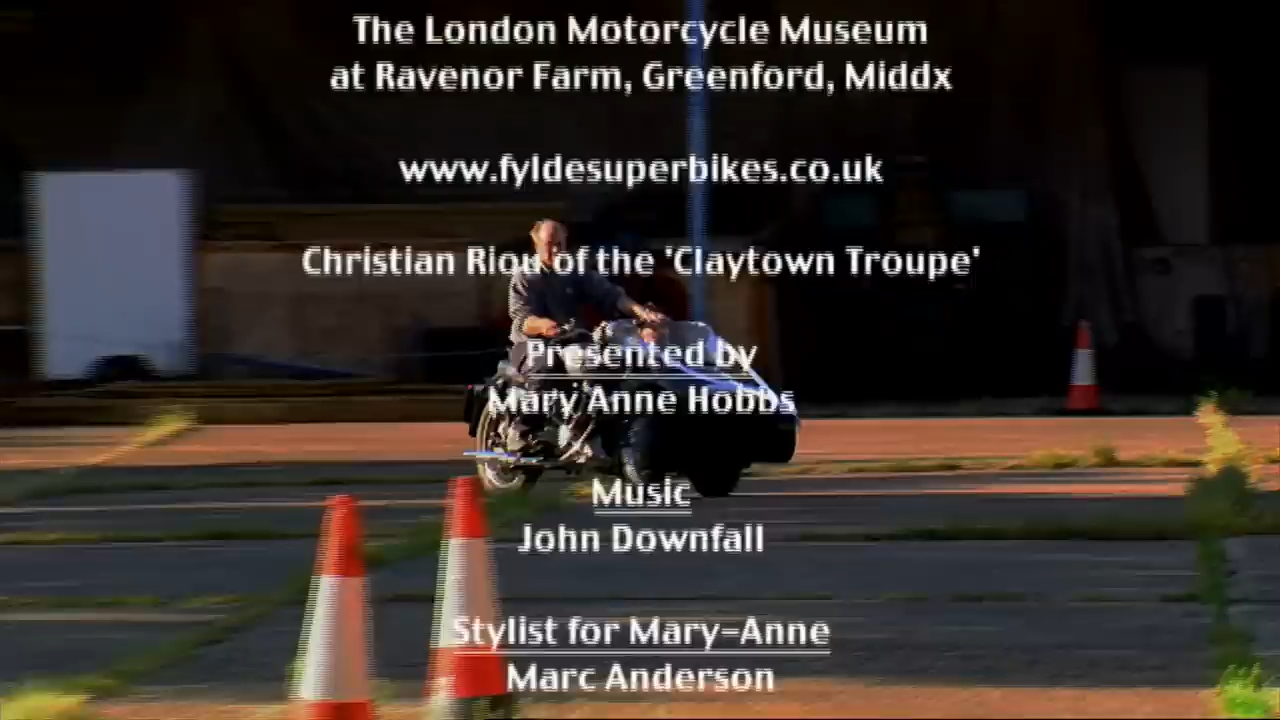 The London Motorcycle Museum
at Ravenor Farm, Greenford, Middx
www.fyldesuperbikes.co.uk
Christian Riou of the 'Claytown Troupe'
Presented by
Mary Anne Hobbs
Music
John Downfall
Stylist for Mary-Anne
Marc Anderson